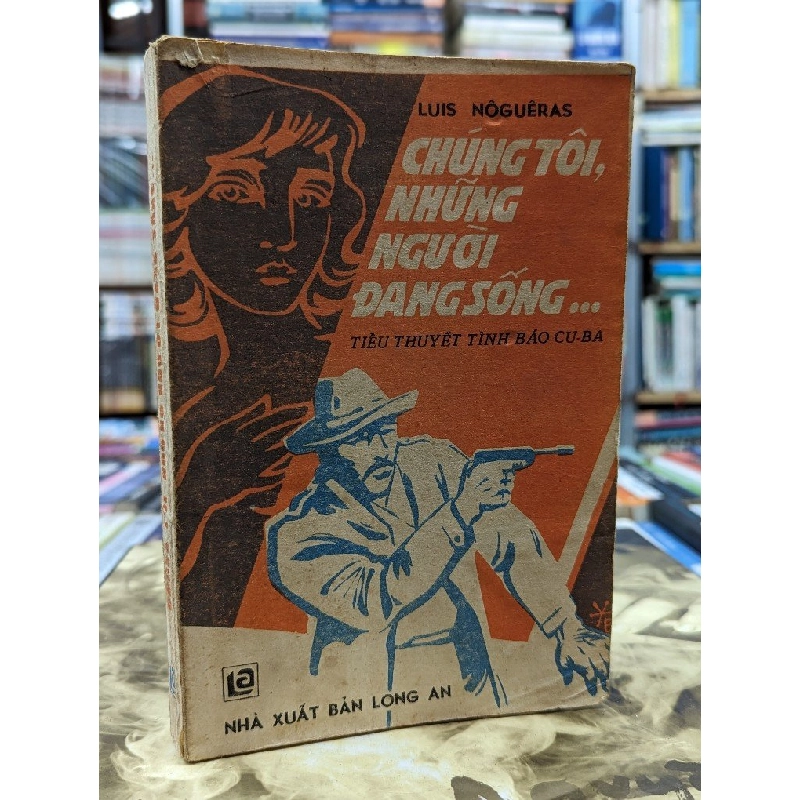 LUIS NÔGUÊRAS
CHÚNG TÔI,
NHỮNG
NGƯỜI
ĐANG SỐNG...
TIỂU THUYẾT TÌNH BÁO CU-BA
NHÀ XUẤT BẢN LONG AN